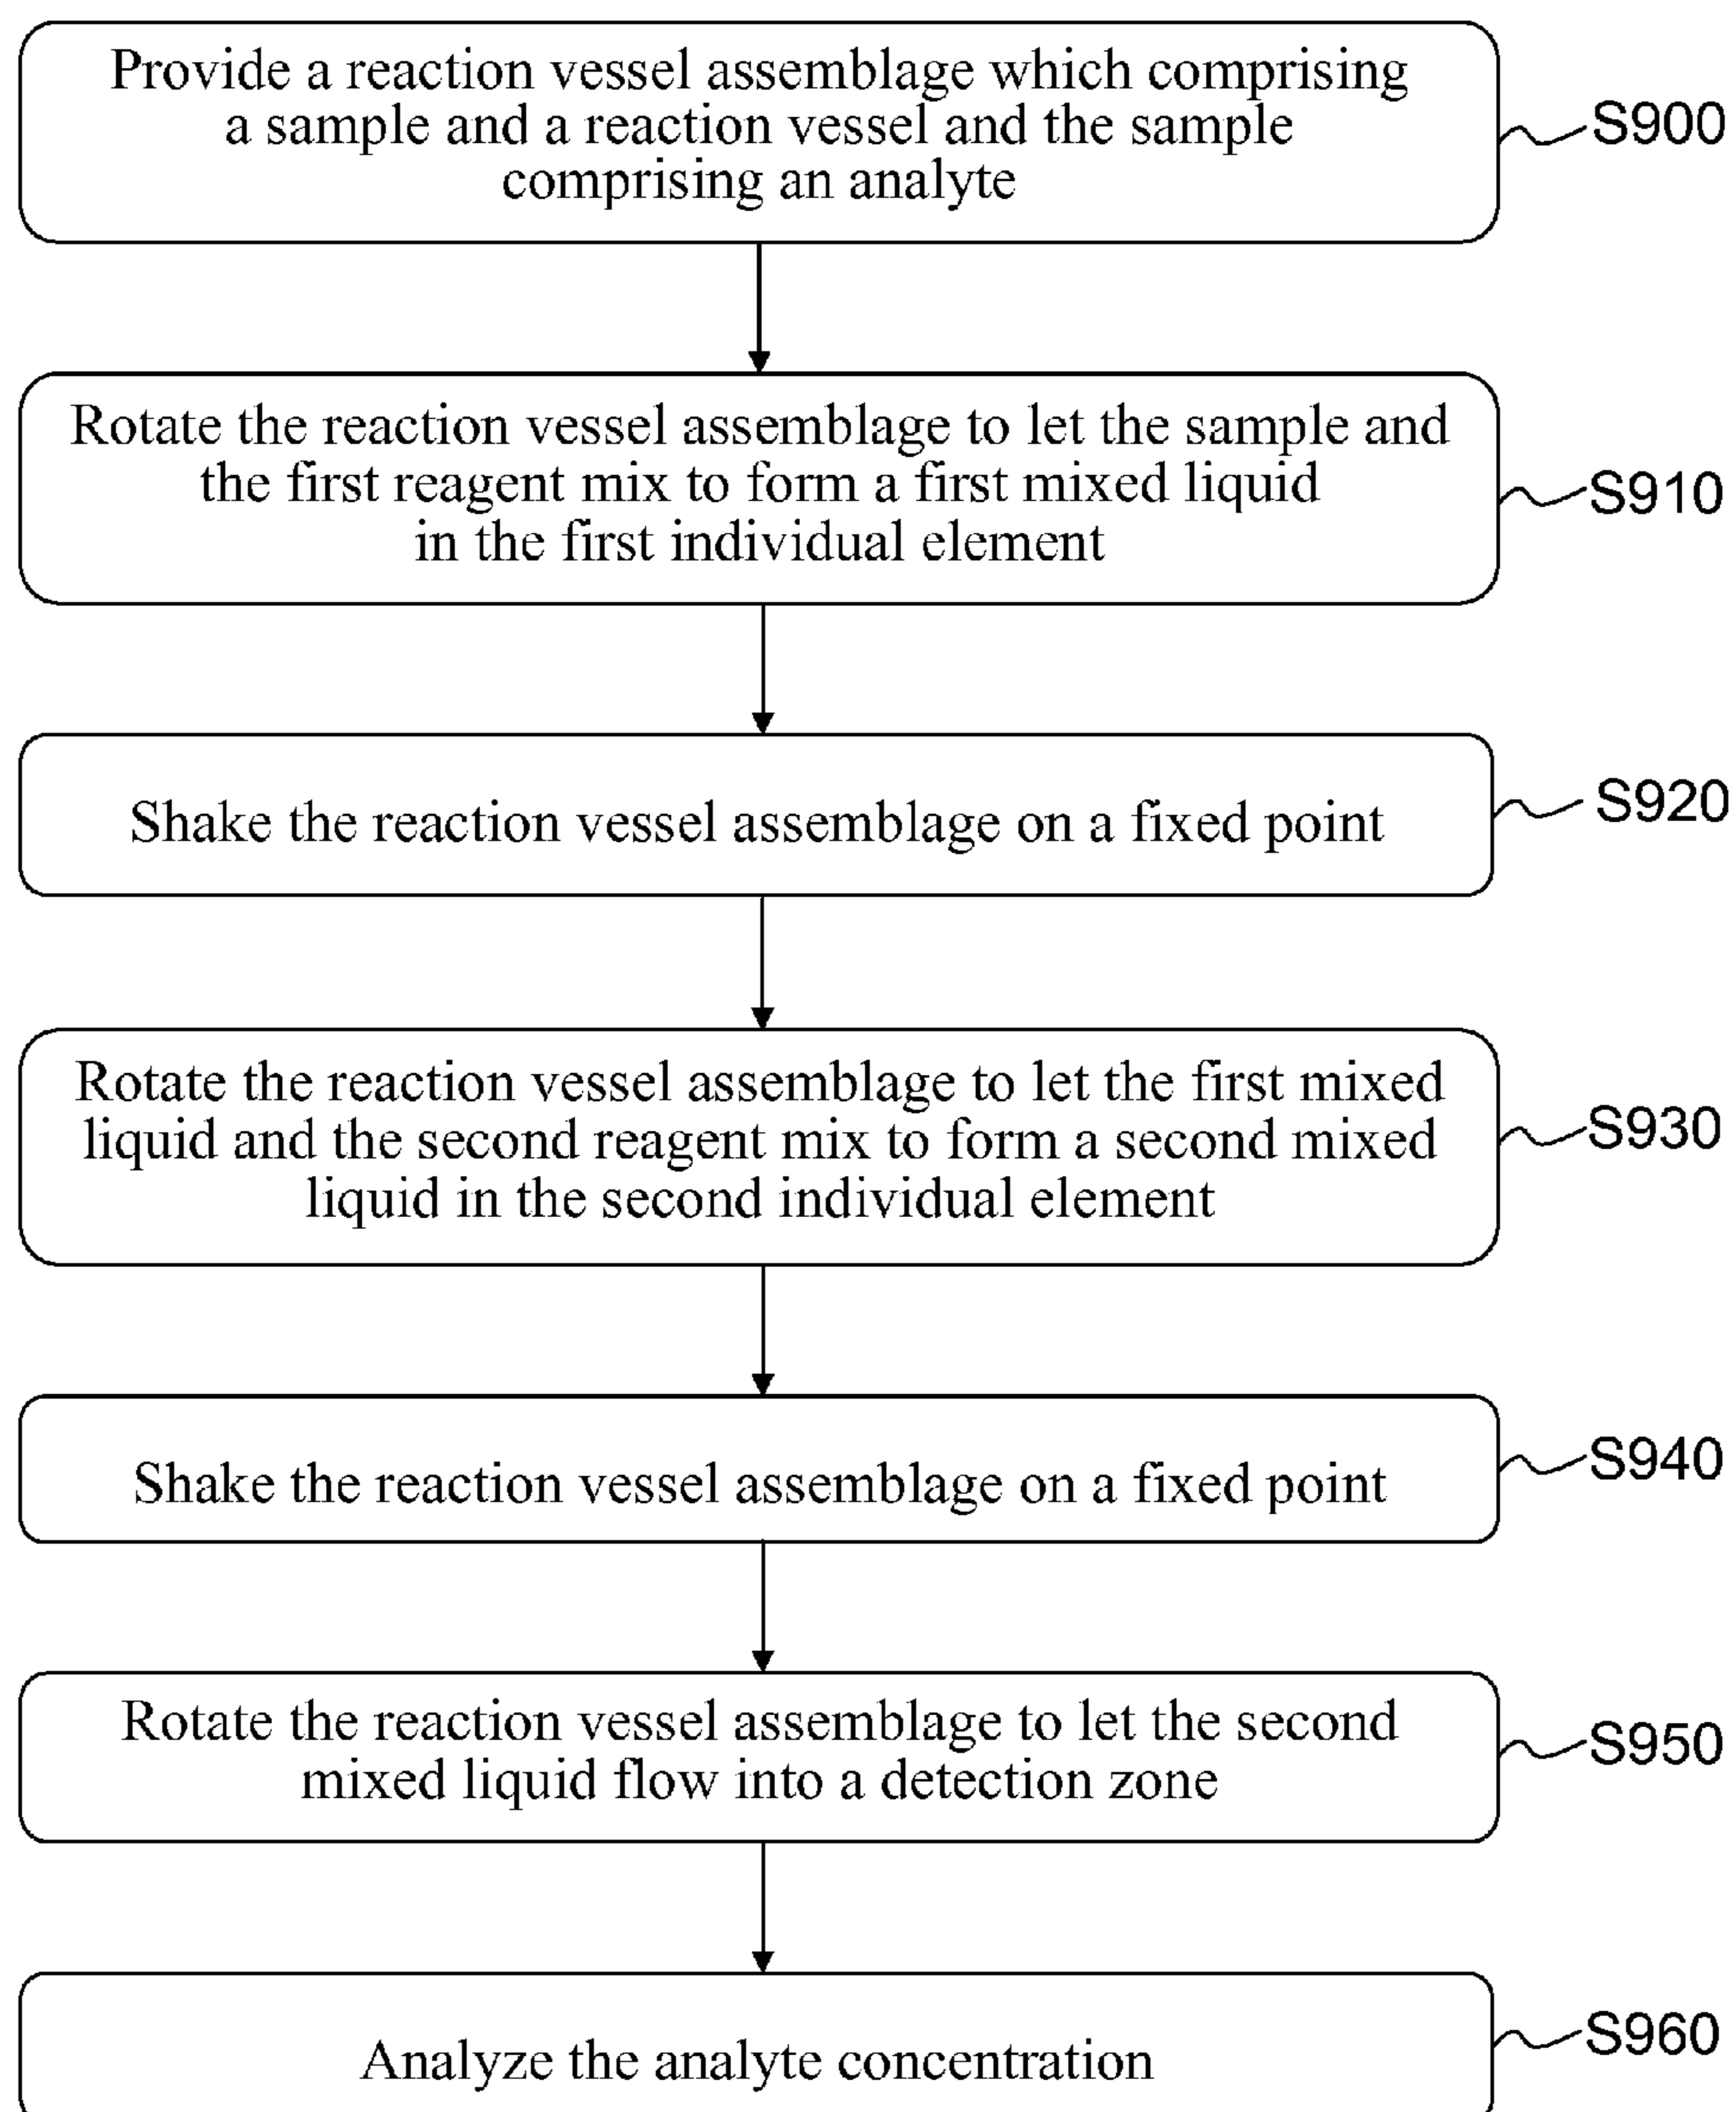 Provide a reaction vessel assemblage which comprising
a sample and a reaction vessel and the sample
comprising an analyte
S900
Rotate the reaction vessel assemblage to let the sample and
the first reagent mix to form a first mixed liquid
in the first individual element
S910
Shake the reaction vessel assemblage on a fixed point
S920
Rotate the reaction vessel assemblage to let the first mixed
liquid and the second reagent mix to form a second mixed
liquid in the second individual element
S930
Shake the reaction vessel assemblage on a fixed point
S940
Rotate the reaction vessel assemblage to let the second
mixed liquid flow into a detection zone
S950
Analyze the analyte concentration
S960